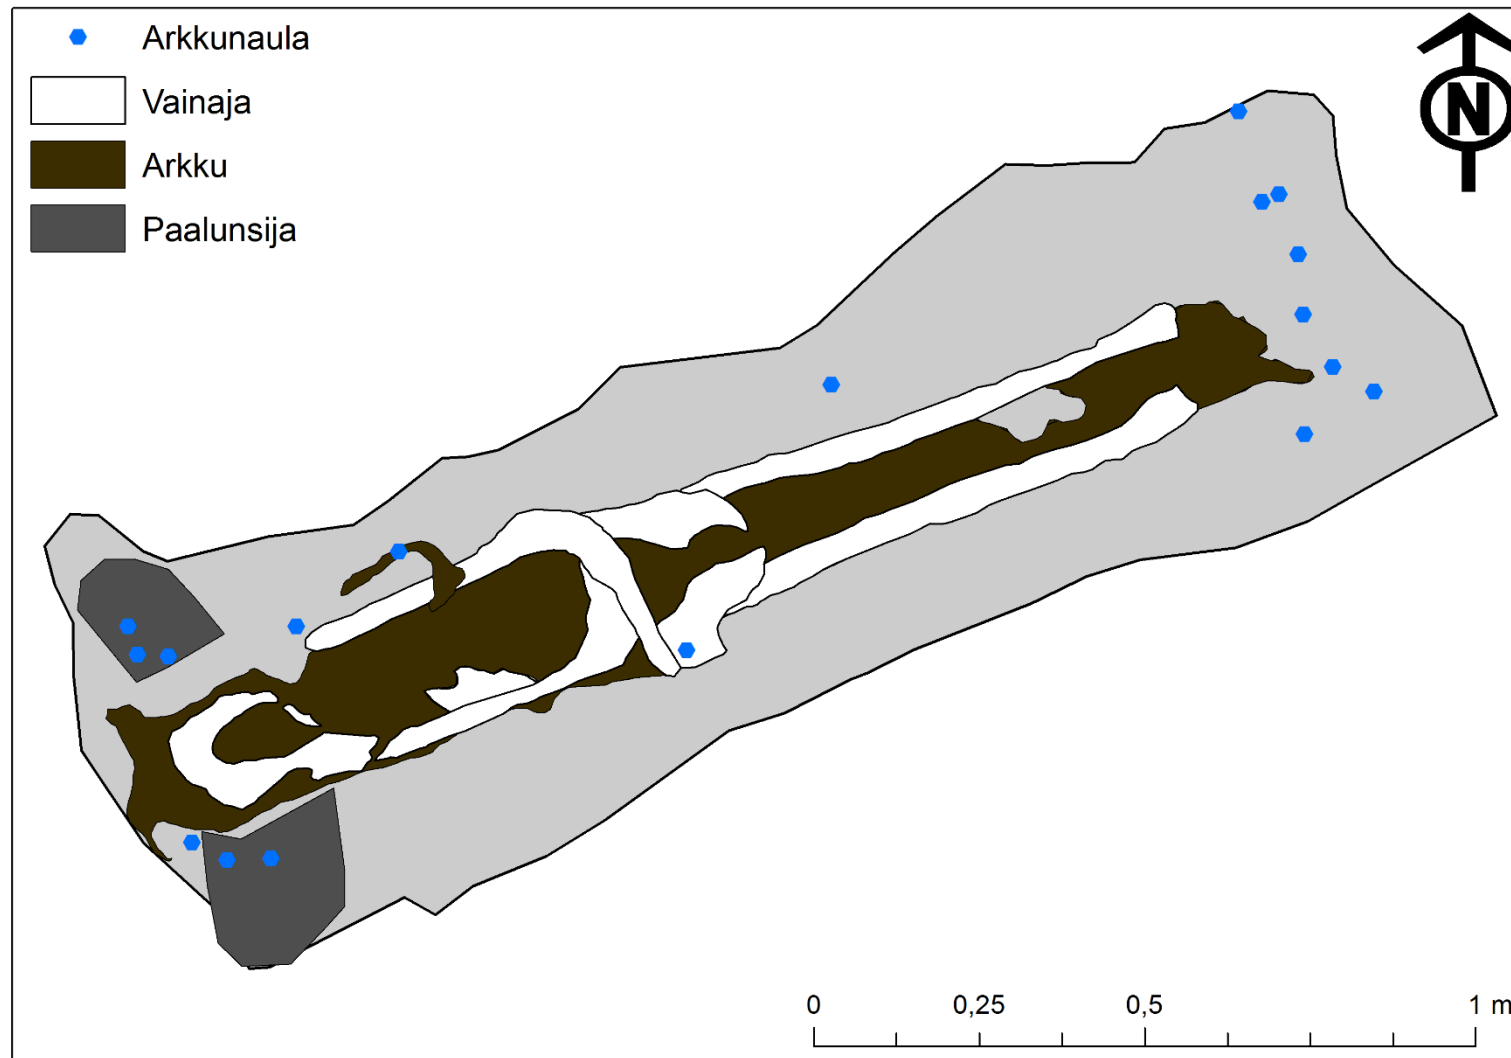 Arkkunaula
Vainaja
Arkku
Paalunsija
N
0 0,25 0,5 1 m